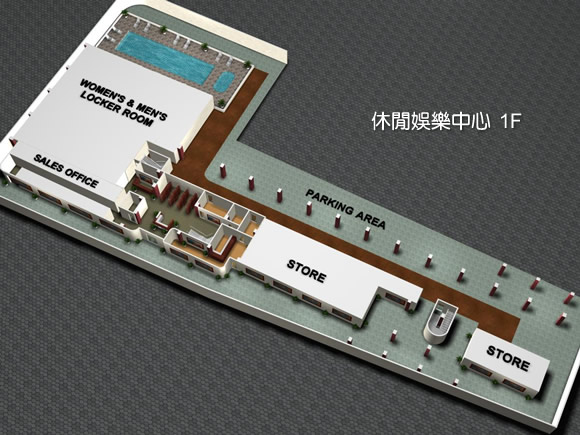 WOMEN'S & MEN'S
LOCKER ROOM
休閒娛樂中心 1F
SALES OFFICE
PARKING AREA
STORE
STORE